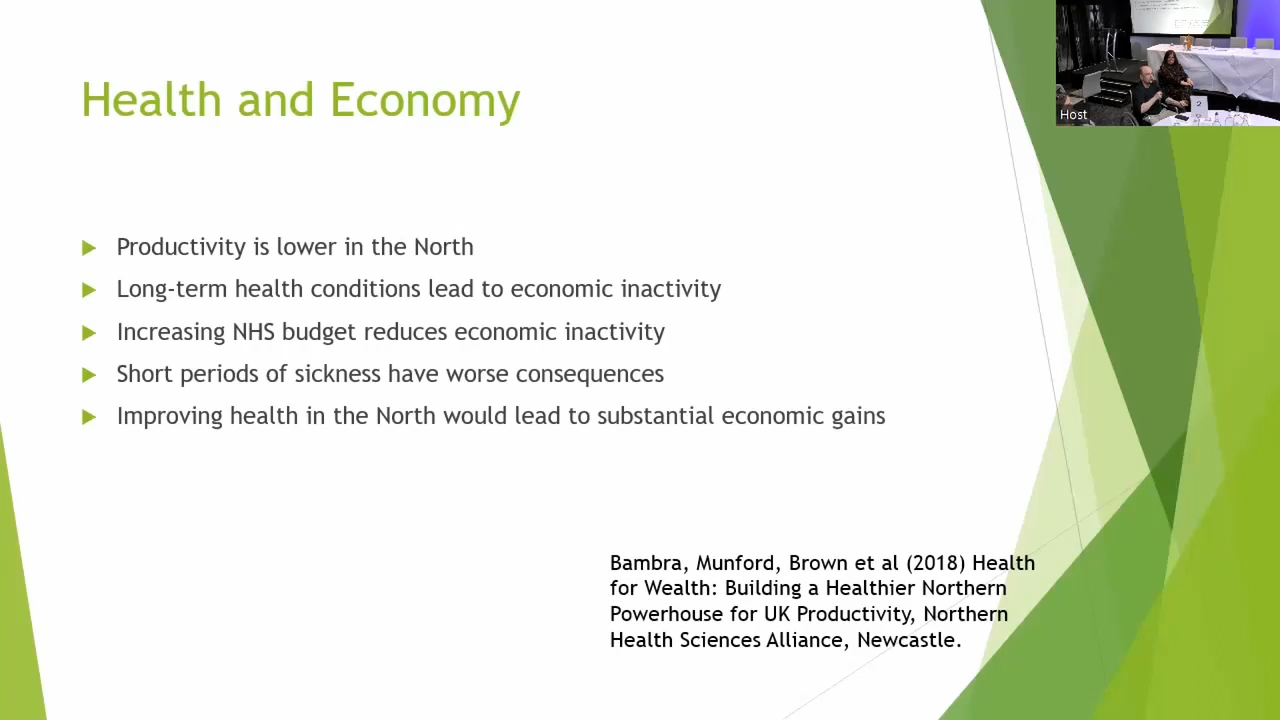 Health and Economy
Host
2
Productivity is lower in the North
Long-term health conditions lead to economic inactivity
Increasing NHS budget reduces economic inactivity
Short periods of sickness have worse consequences
Improving health in the North would lead to substantial economic gains
Bambra, Munford, Brown et al (2018) Health
for Wealth: Building a Healthier Northern
Powerhouse for UK Productivity, Northern
Health Sciences Alliance, Newcastle.